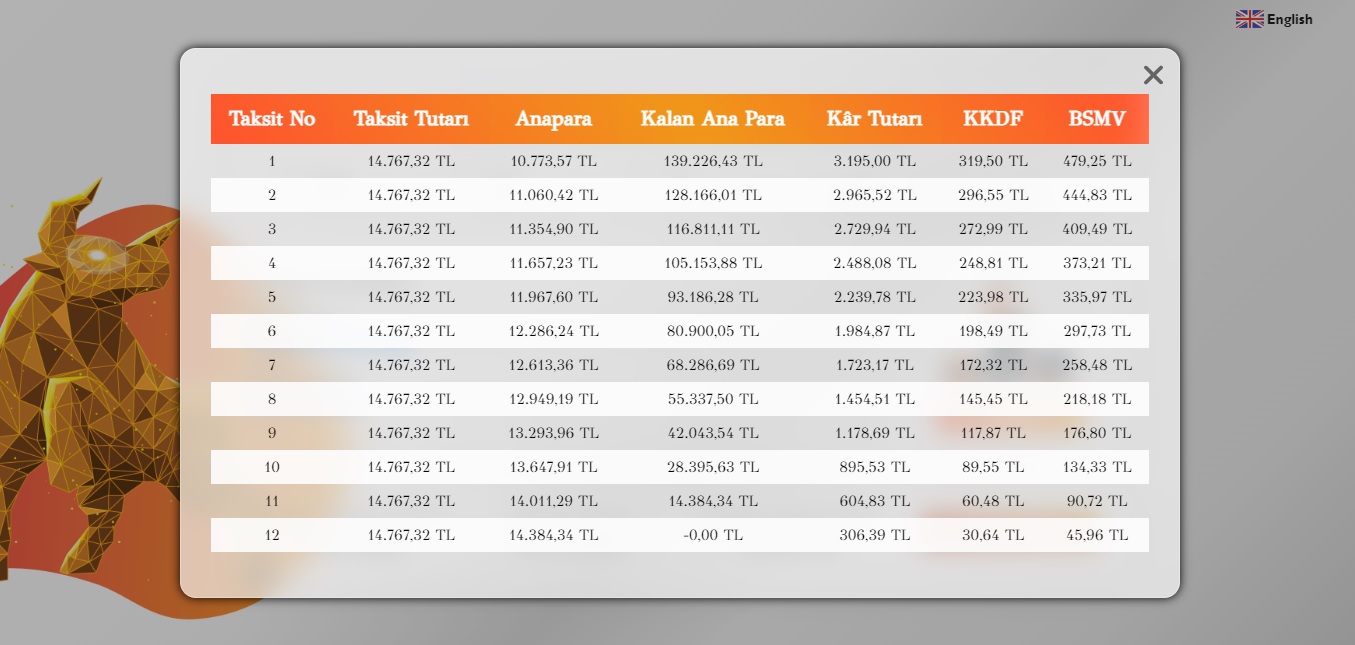 English
Taksit No Taksit Tutarı Anapara Kalan Ana Para Kâr Tutarı KKDF BSMV
1 14.767,32 TL 10.773,57 TL 139.226,43 TL 3.195,00 TL 319,50 TL 479,25 TL
2 14.767,32 TL 11.060,42 TL 128.166,01 TL 2.965,52 TL 296,55 TL 444,83 TL
3 14.767,32 TL 11.354,90 TL 116.811,11 TL 2.729,94 TL 272,99 TL 409,49 TL
4 14.767,32 TL 11.657,23 TL 105.153,88 TL 2.488,08 TL 248,81 TL 373,21 TL
5 14.767,32 TL 11.967,60 TL 93.186,28 TL 2.239,78 TL 223,98 TL 335,97 TL
6 14.767,32 TL 12.286,24 TL 80.900,05 TL 1.984,87 TL 198,49 TL 297,73 TL
7 14.767,32 TL 12.613,36 TL 68.286,69 TL 1.723,17 TL 172,32 TL 258,48 TL
8 14.767,32 TL 12.949,19 TL 55.337,50 TL 1.454,51 TL 145,45 TL 218,18 TL
9 14.767,32 TL 13.293,96 TL 42.043,54 TL 1.178,69 TL 117,87 TL 176,80 TL
10 14.767,32 TL 13.647,91 TL 28.395,63 TL 895,53 TL 89,55 TL 134,33 TL
11 14.767,32 TL 14.011,29 TL 14.384,34 TL 604,83 TL 60,48 TL 90,72 TL
12 14.767,32 TL 14.384,34 TL -0,00 TL 306,39 TL 30,64 TL 45,96 TL